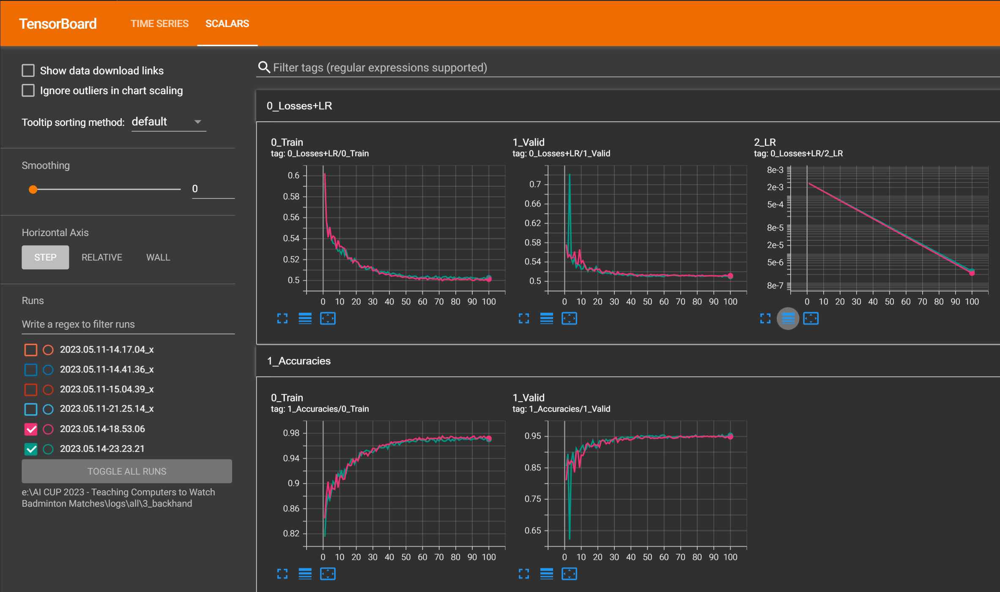 TensorBoard
TIME SERIES
SCALARS
Show data download links
Ignore outliers in chart scaling
Tooltip sorting method: default
Smoothing
0
Horizontal Axis
STEP RELATIVE WALL
Runs
Write a regex to filter runs
2023.05.11-14.17.04_x
2023.05.11-14.41.36_x
2023.05.11-15.04.39_x
2023.05.11-21.25.14_x
2023.05.14-18.53.06
2023.05.14-23.23.21
TOGGLE ALL RUNS
e:\AI CUP 2023 - Teaching Computers to Watch
Badminton Matches\logs\all\3_backhand
Filter tags (regular expressions supported)
0_Losses+LR
0_Train
tag: 0_Losses+LR/0_Train
0.6
0.58
0.56
0.54
0.52
0.5
0 10 20 30 40 50 60 70 80 90 100
1_Valid
tag: 0_Losses+LR/1_Valid
0.7
0.66
0.62
0.58
0.54
0.5
0 10 20 30 40 50 60 70 80 90 100
2_LR
tag: 0_Losses+LR/2_LR
8e-3
2e-3
5e-4
8e-5
2e-5
5e-6
8e-7
0 10 20 30 40 50 60 70 80 90 100
1_Accuracies
0_Train
tag: 1_Accuracies/0_Train
0.98
0.94
0.9
0.86
0.82
0 10 20 30 40 50 60 70 80 90 100
1_Valid
tag: 1_Accuracies/1_Valid
0.95
0.85
0.75
0.65
0 10 20 30 40 50 60 70 80 90 100